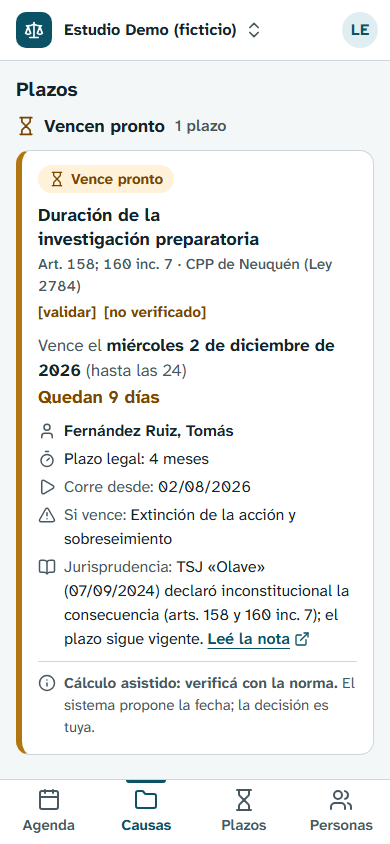 Estudio Demo (ficticio)
LE
Plazos
Vencen pronto 1 plazo
Vence pronto
Duración de la
investigación preparatoria
Art. 158; 160 inc. 7 · CPP de Neuquén (Ley
2784)
[validar] [no verificado]
Vence el miércoles 2 de diciembre de
2026 (hasta las 24)
Quedan 9 días
Fernández Ruiz, Tomás
Plazo legal: 4 meses
Corre desde: 02/08/2026
Si vence: Extinción de la acción y
sobreseimiento
Jurisprudencia: TSJ «Olave»
(07/09/2024) declaró inconstitucional la
consecuencia (arts. 158 y 160 inc. 7); el
plazo sigue vigente. Leé la nota
Cálculo asistido: verificá con la norma. El
sistema propone la fecha; la decisión es
tuya.
Agenda Causas Plazos Personas